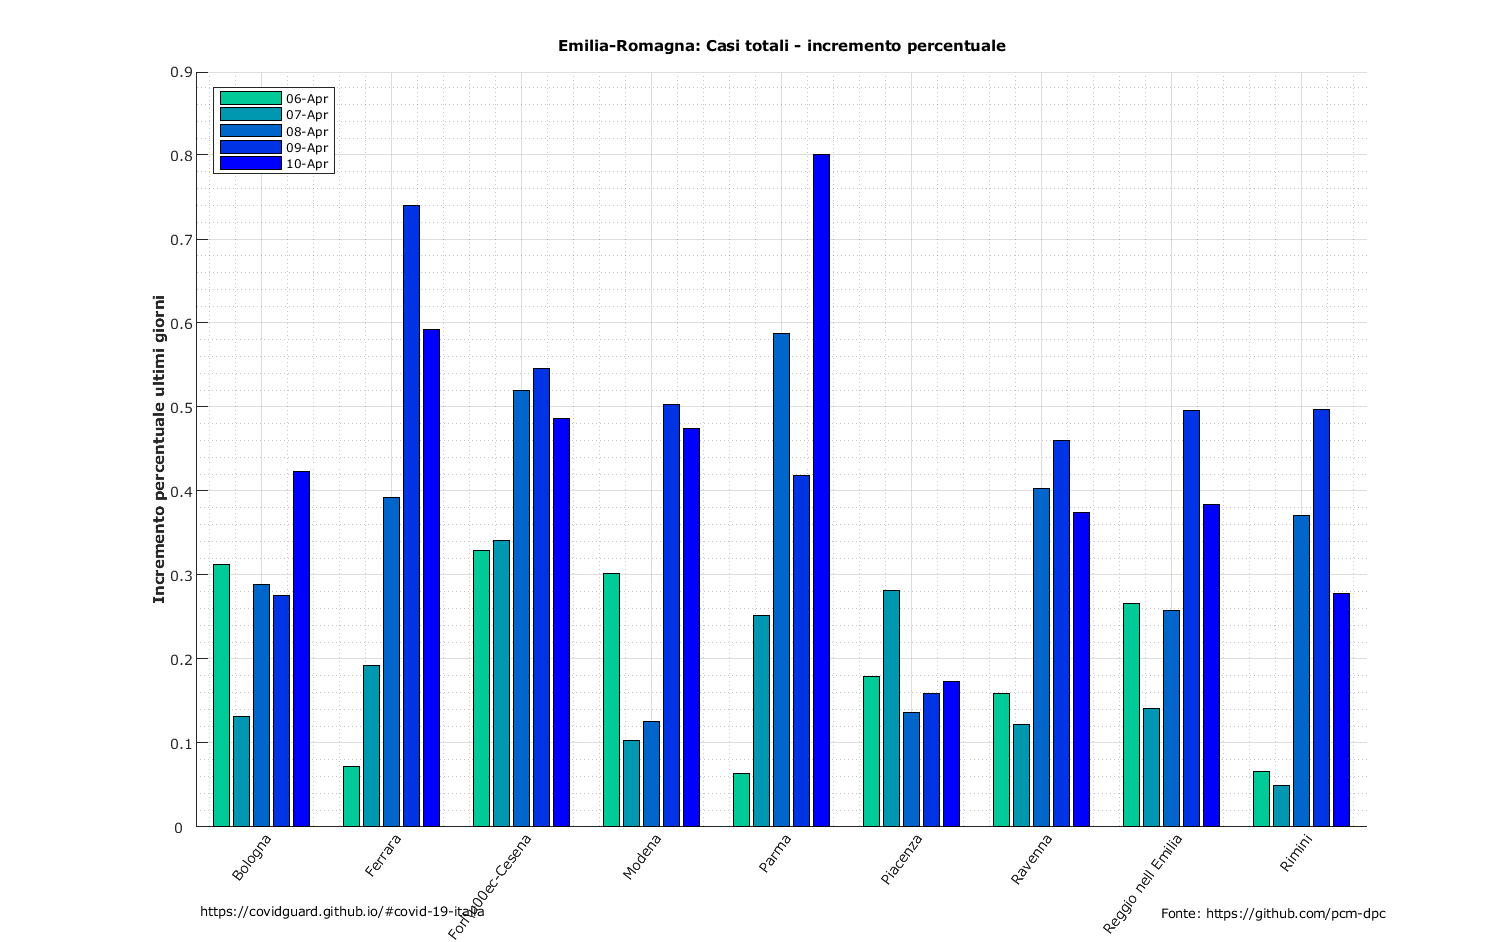 Emilia-Romagna: Casi totali - incremento percentuale
0.9
0.8
0.7
0.6
0.5
0.4
0.3
0.2
0.1
0
Incremento percentuale ultimi giorni
06-Apr
07-Apr
08-Apr
09-Apr
10-Apr
Bologna
Ferrara
Modena
Parma
Piacenza
Ravenna
Reggio nell Emilia
Rimini
https://covidguard.github.io/#covid-19-italia
Fonte: https://github.com/pcm-dpc